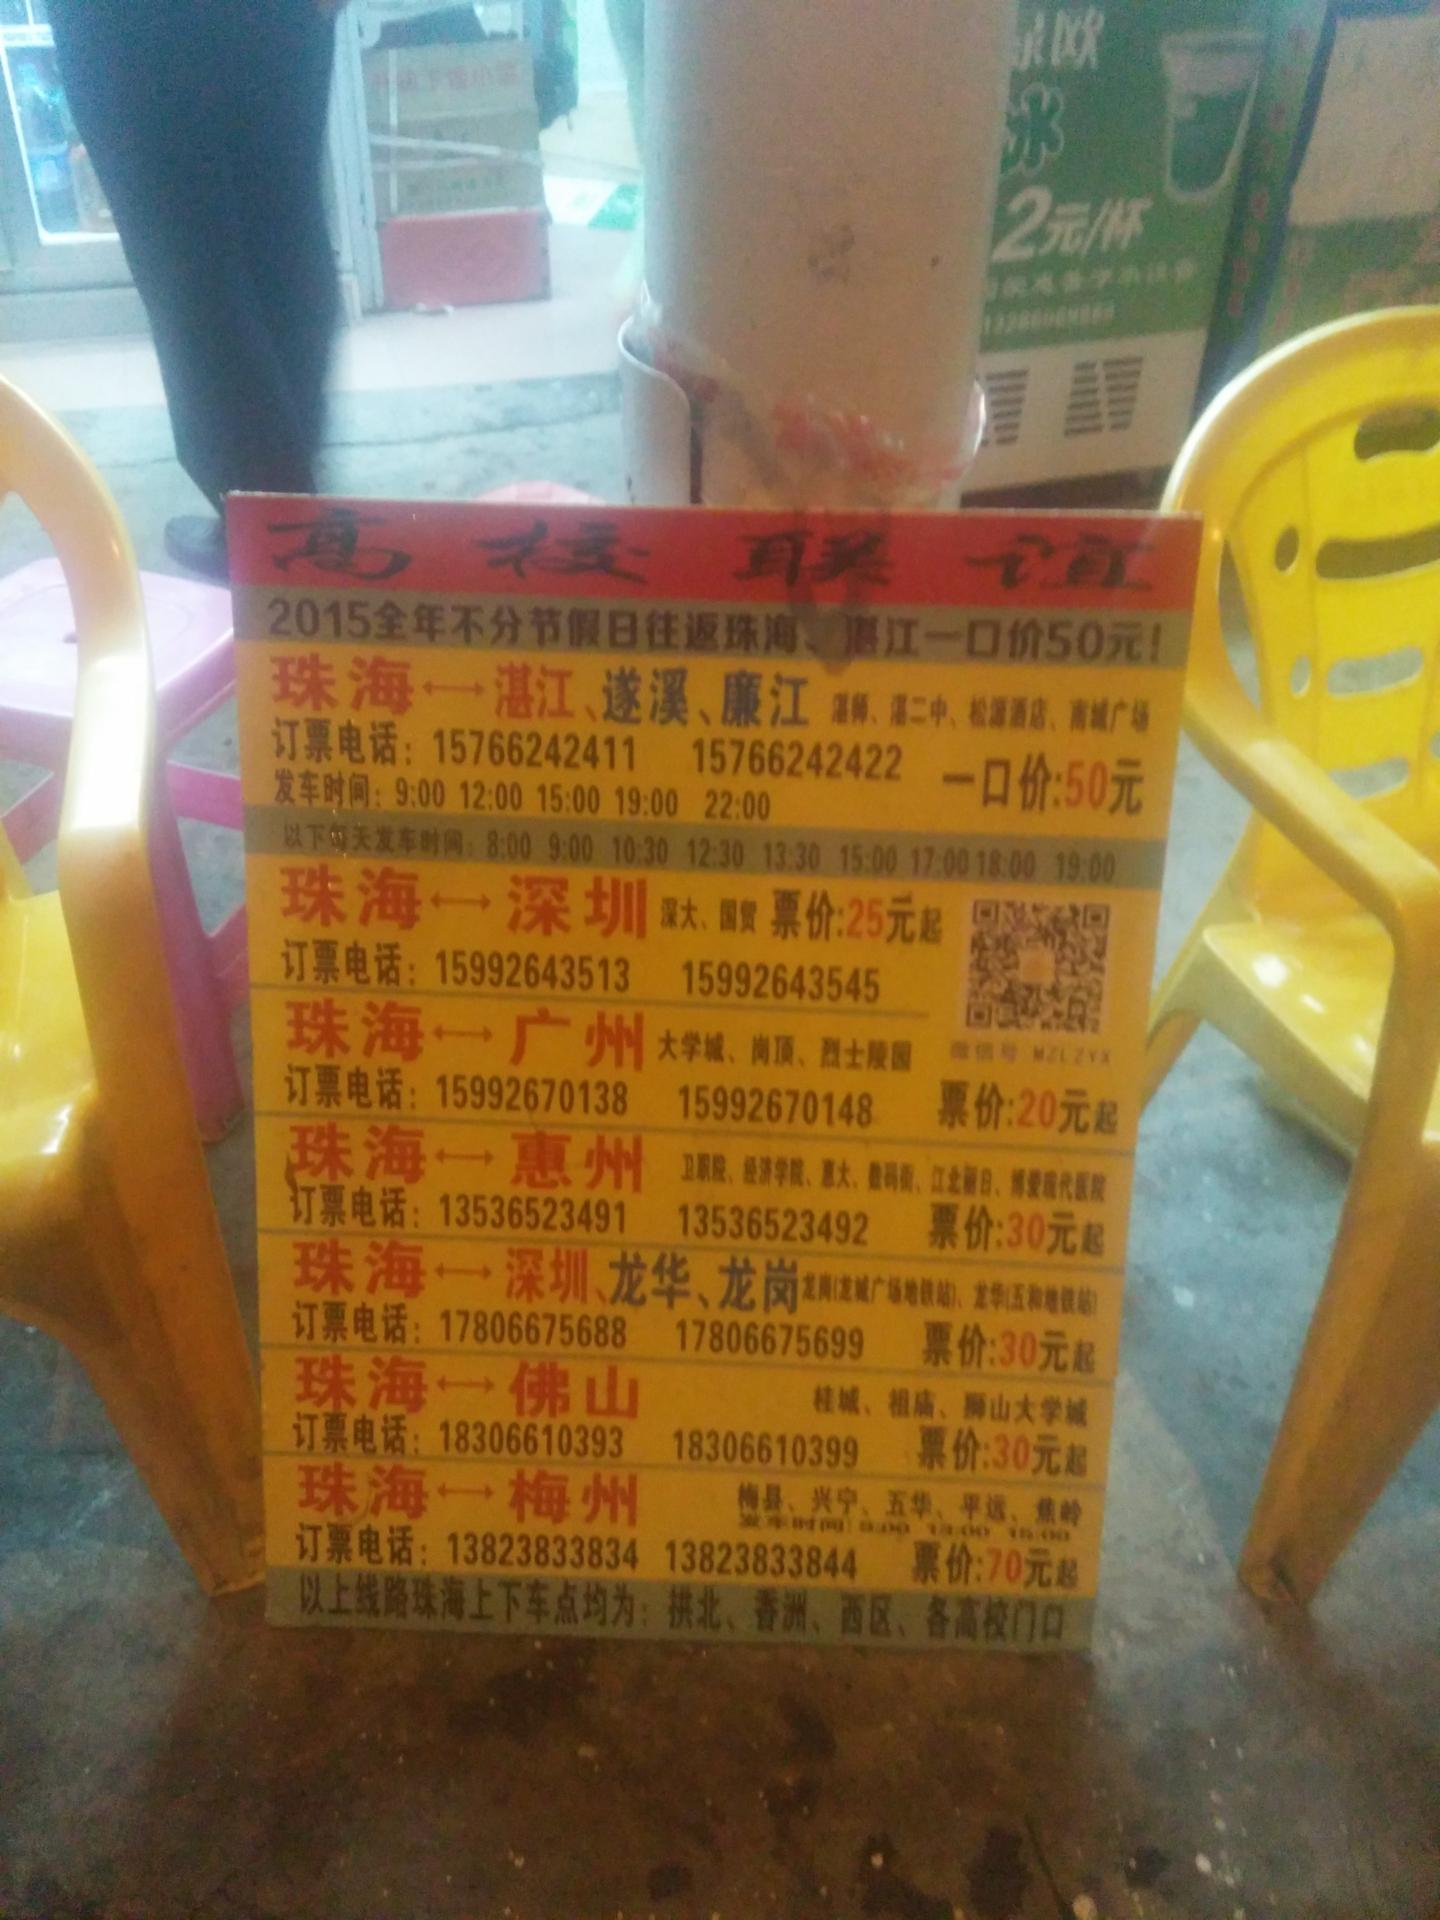 2元/杯
高校联谊
2015全年不分节假日往返珠海、湛江一口价50元!
珠海↔湛江、遂溪、廉江 湛师、湛二中、松源酒店、南城广场
订票电话: 15766242411 15766242422 一口价:50元
发车时间: 9:00 12:00 15:00 19:00 22:00
以下每天发车时间: 8:00 9:00 10:30 12:30 13:30 15:00 17:00 18:00 19:00
珠海↔深圳 深大、国贸 票价:25元起
订票电话: 15992643513 15992643545
微信号 MZLZYX
珠海↔广州 大学城、岗顶、烈士陵园
订票电话: 15992670138 15992670148 票价:20元起
珠海↔惠州 卫职院、经济学院、惠大、数码街、江北丽日、博爱现代医院
订票电话: 13536523491 13536523492 票价:30元起
珠海↔深圳、龙华、龙岗 龙岗(龙城广场地铁站)、龙华(五和地铁站)
订票电话: 17806675688 17806675699 票价:30元起
珠海↔佛山 桂城、祖庙、狮山大学城
订票电话: 18306610393 18306610399 票价:30元起
珠海↔梅州 梅县、兴宁、五华、平远、焦岭
发车时间: 9:00 13:00 15:00
订票电话: 13823833834 13823833844 票价:70元起
以上线路珠海上下车点均为: 拱北、香洲、西区、各高校门口